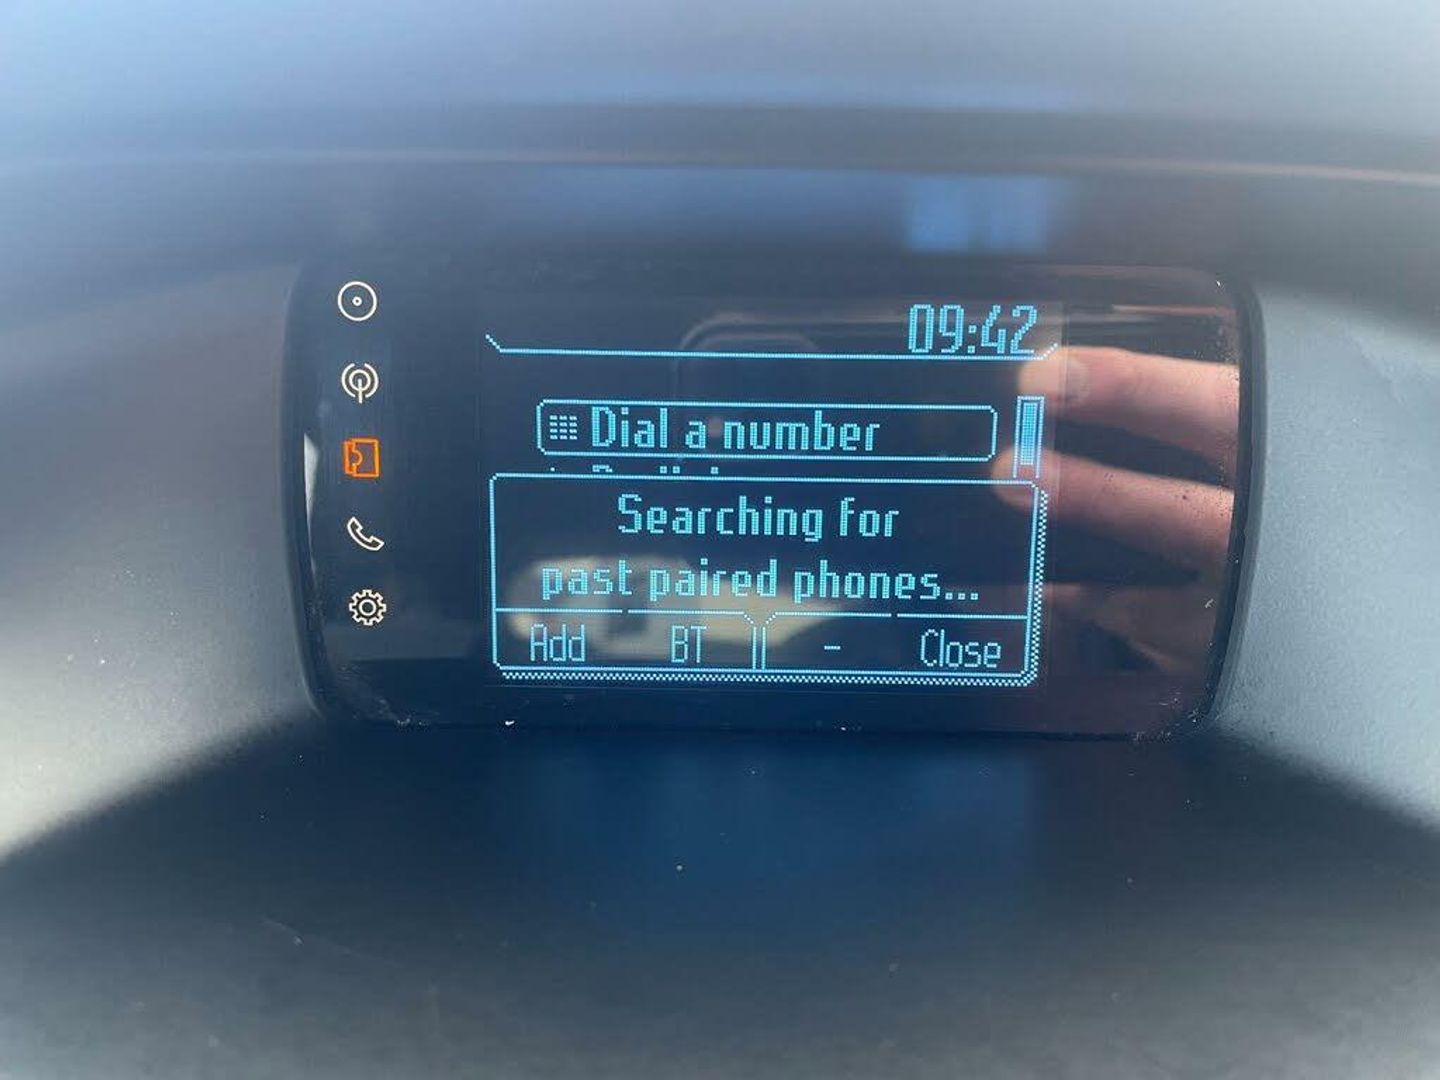 09:42
Dial a number
Searching for
past paired phones...
Add BT - Close